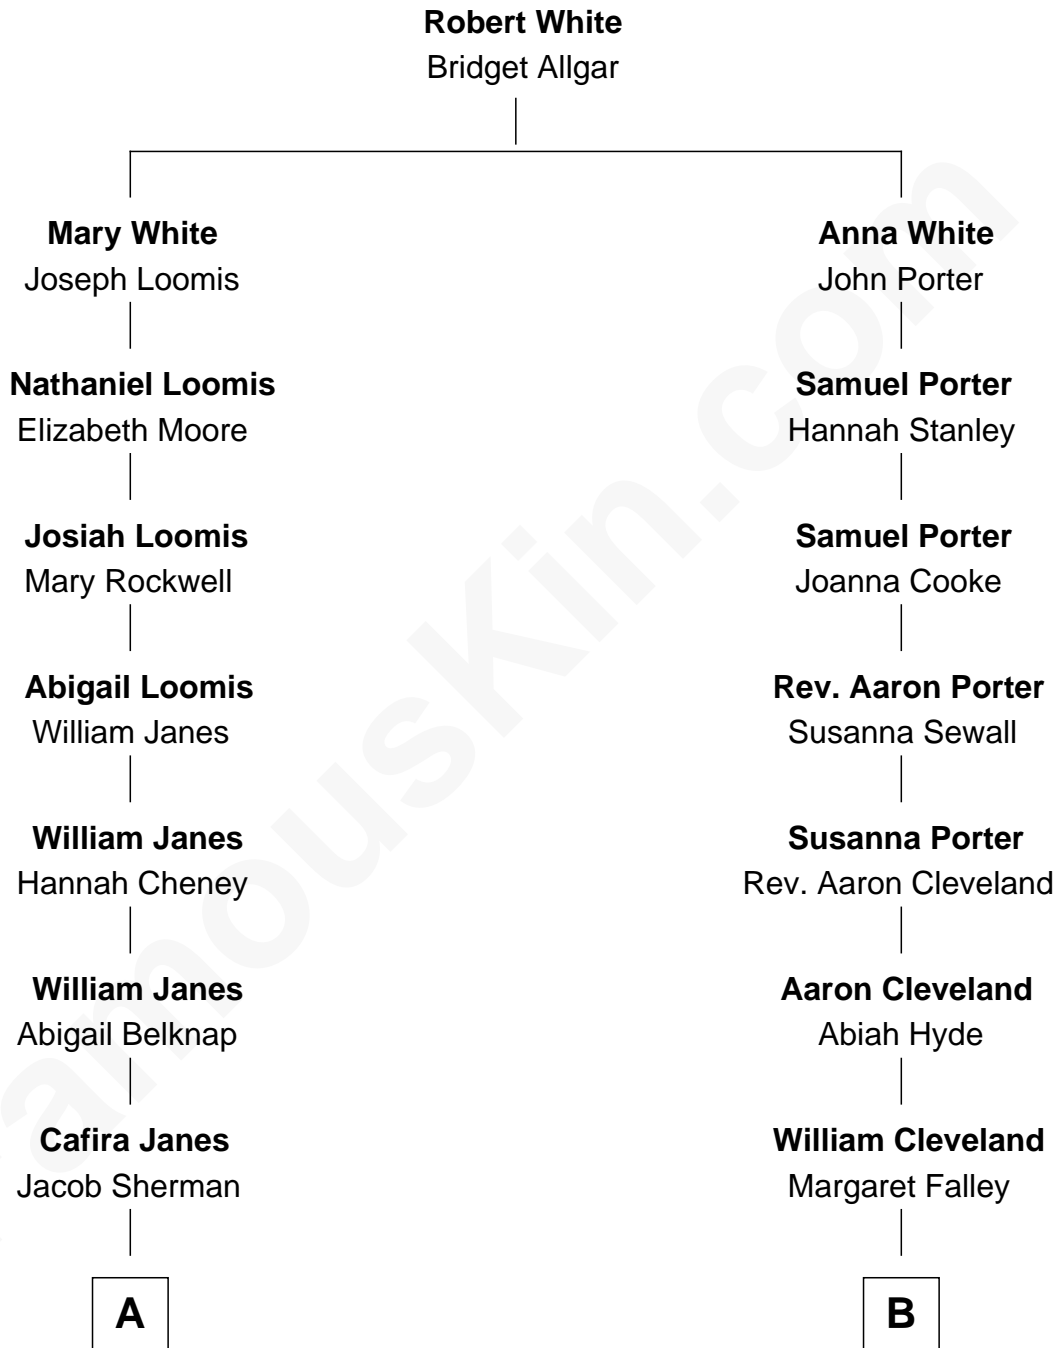 Robert White
Bridget Allgar
Mary White
Joseph Loomis
Anna White
John Porter
Nathaniel Loomis
Elizabeth Moore
Samuel Porter
Hannah Stanley
Josiah Loomis
Mary Rockwell
Samuel Porter
Joanna Cooke
Abigail Loomis
William Janes
Rev. Aaron Porter
Susanna Sewall
William Janes
Hannah Cheney
Susanna Porter
Rev. Aaron Cleveland
William Janes
Abigail Belknap
Aaron Cleveland
Abiah Hyde
Cafira Janes
Jacob Sherman
William Cleveland
Margaret Falley
A
B
amouskin.com